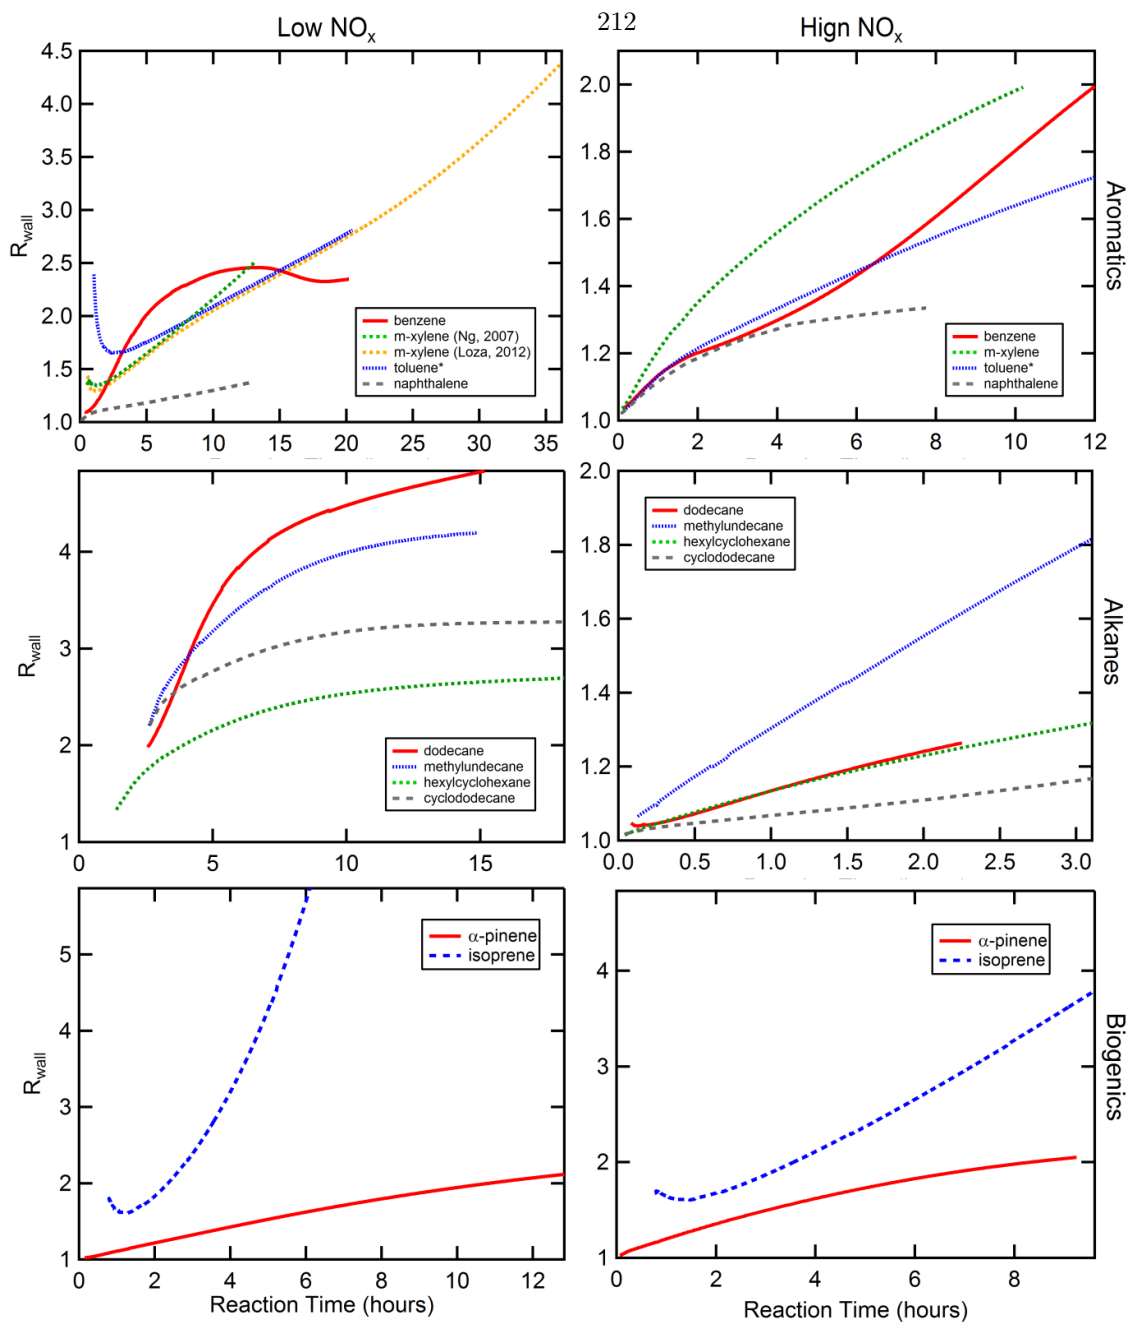 212
Low NOx
Hign NOx
4.5
4.0
3.5
3.0
2.5
2.0
1.5
1.0
Rwall
0 5 10 15 20 25 30 35
benzene
m-xylene (Ng, 2007)
m-xylene (Loza, 2012)
toluene*
naphthalene
2.0
1.8
1.6
1.4
1.2
1.0
0 2 4 6 8 10 12
benzene
m-xylene
toluene*
naphthalene
Aromatics
4
3
2
1
Rwall
0 5 10 15
dodecane
methylundecane
hexylcyclohexane
cyclododecane
2.0
1.8
1.6
1.4
1.2
1.0
0.0 0.5 1.0 1.5 2.0 2.5 3.0
dodecane
methylundecane
hexylcyclohexane
cyclododecane
Alkanes
5
4
3
2
1
Rwall
0 2 4 6 8 10 12
Reaction Time (hours)
α-pinene
isoprene
4
3
2
1
0 2 4 6 8
Reaction Time (hours)
α-pinene
isoprene
Biogenics